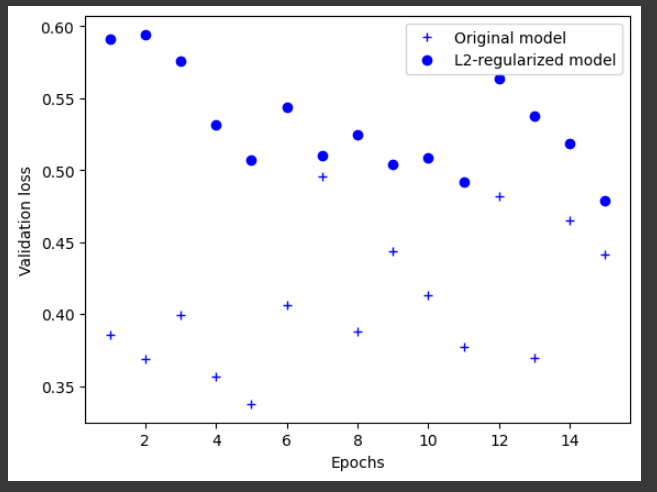 Original model
L2-regularized model
0.60
0.55
0.50
0.45
0.40
0.35
Validation loss
2 4 6 8 10 12 14
Epochs